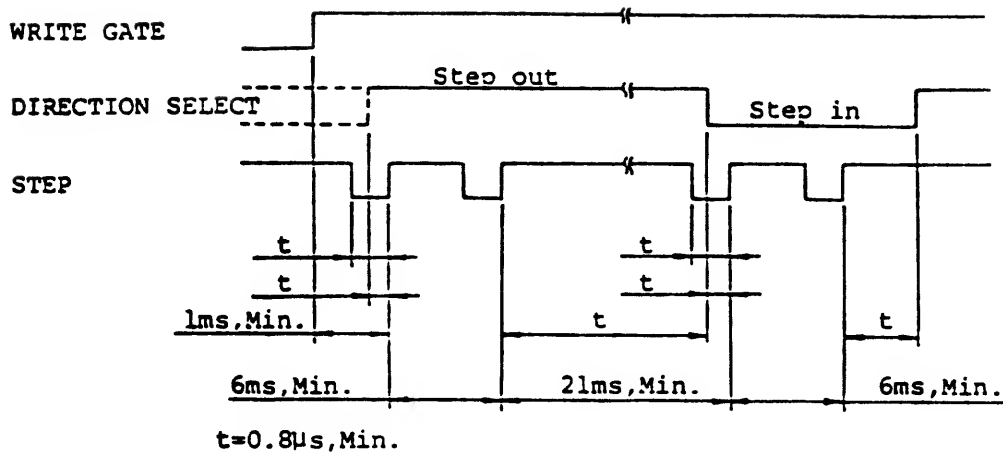 WRITE GATE
Step out
DIRECTION SELECT
Step in
STEP
t
t
t
t
1ms,Min.
t
t
6ms,Min.
21ms,Min.
6ms,Min.
t=0.8µs,Min.